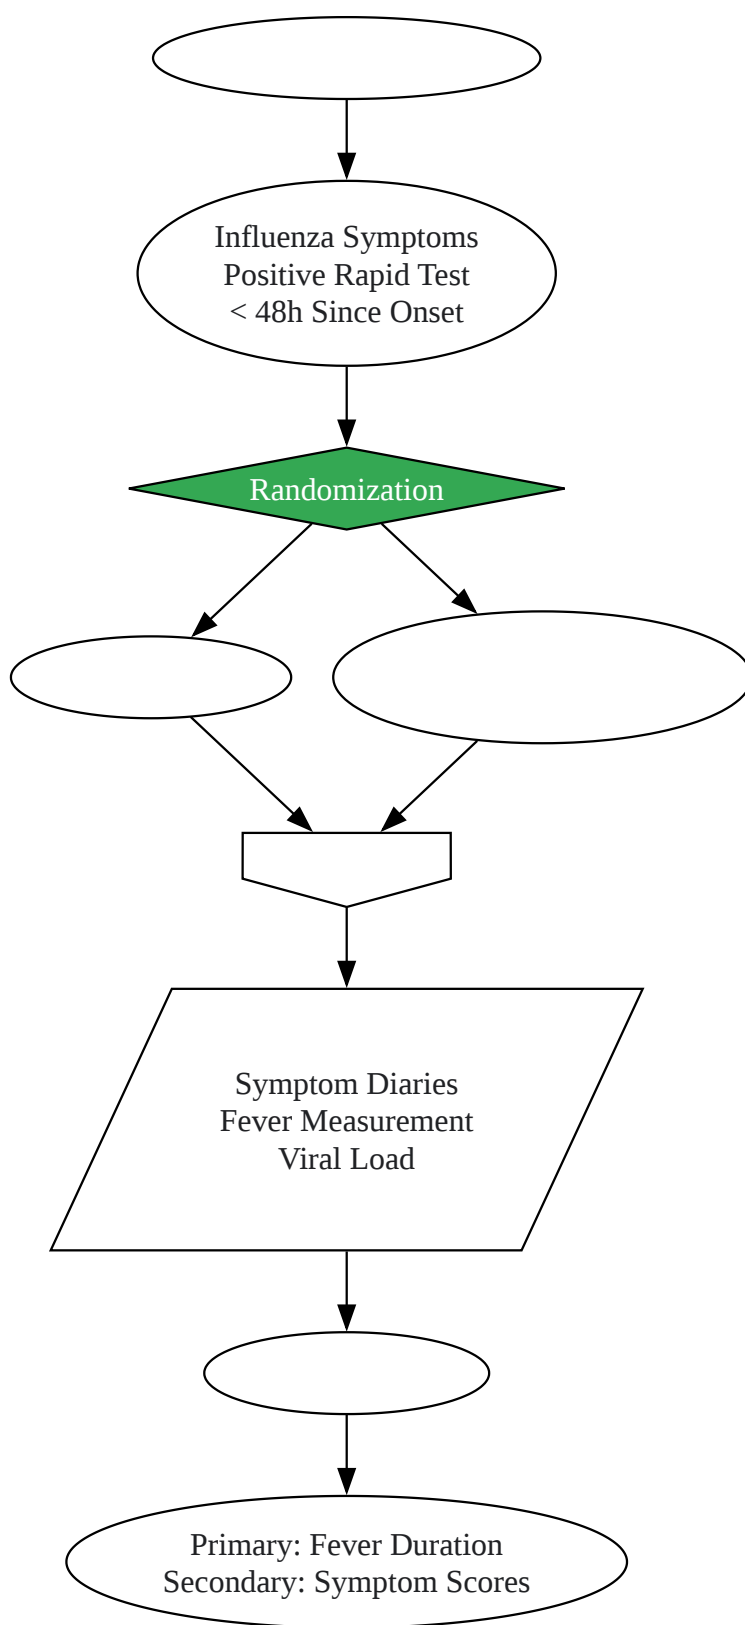 Influenza Symptoms
Positive Rapid Test
< 48h Since Onset
Randomization
Symptom Diaries
Fever Measurement
Viral Load
Primary: Fever Duration
Secondary: Symptom Scores